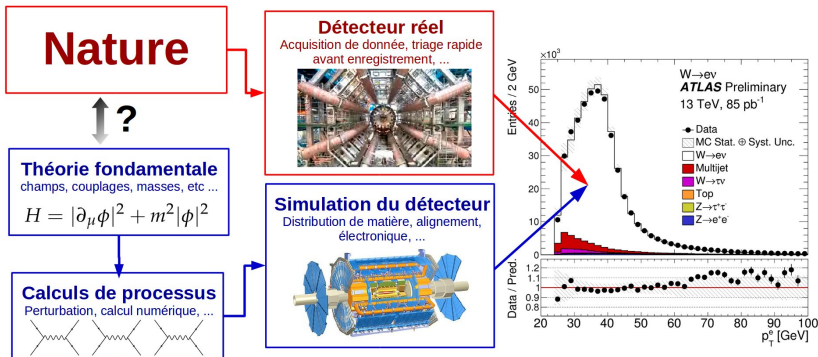 Nature
?
Théorie fondamentale
champs, couplages, masses, etc ...
H = |∂μϕ|² + m²|ϕ|²
Calculs de processus
Perturbation, calcul numérique, ...
Détecteur réel
Acquisition de donnée, triage rapide
avant enregistrement, ...
Simulation du détecteur
Distribution de matière, alignement,
électronique, ...
×10³
Entries / 2 GeV
50
40
30
20
10
0
W→eν
ATLAS Preliminary
13 TeV, 85 pb⁻¹
Data
MC Stat. ⊕ Syst. Unc.
W→eν
Multijet
W→τν
Top
Z→τ⁺τ⁻
Z→e⁺e⁻
Data / Pred.
1.1
1
0.9
0.8
20 30 40 50 60 70 80 90 100
pᵉT [GeV]